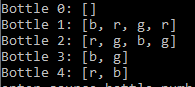 Bottle 0: []
Bottle 1: [b, r, g, r]
Bottle 2: [r, g, b, g]
Bottle 3: [b, g]
Bottle 4: [r, b]